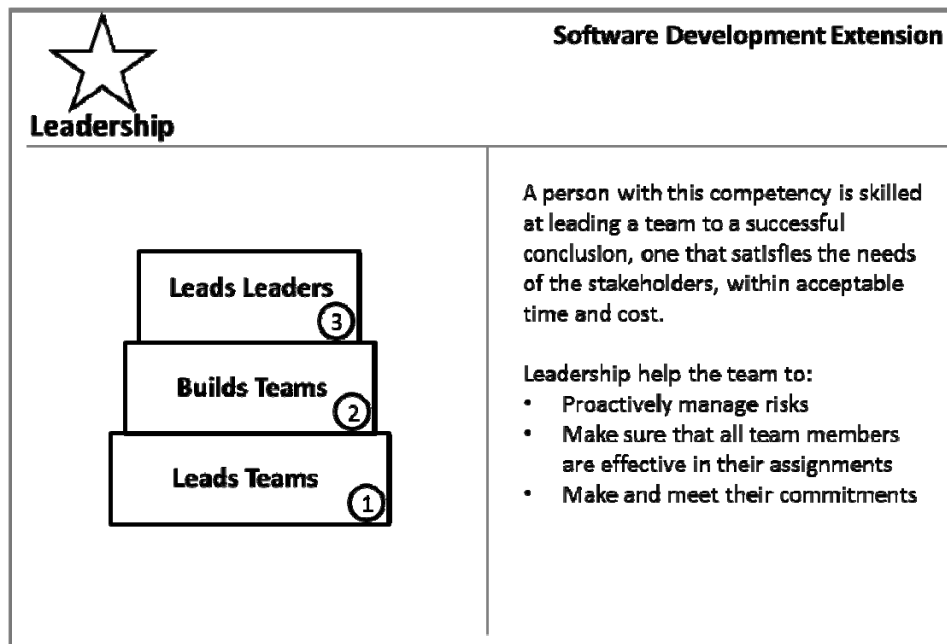 Software Development Extension
Leadership
Leads Leaders
3
Builds Teams
2
Leads Teams
1
A person with this competency is skilled
at leading a team to a successful
conclusion, one that satisfies the needs
of the stakeholders, within acceptable
time and cost.
Leadership help the team to:
• Proactively manage risks
• Make sure that all team members
are effective in their assignments
• Make and meet their commitments